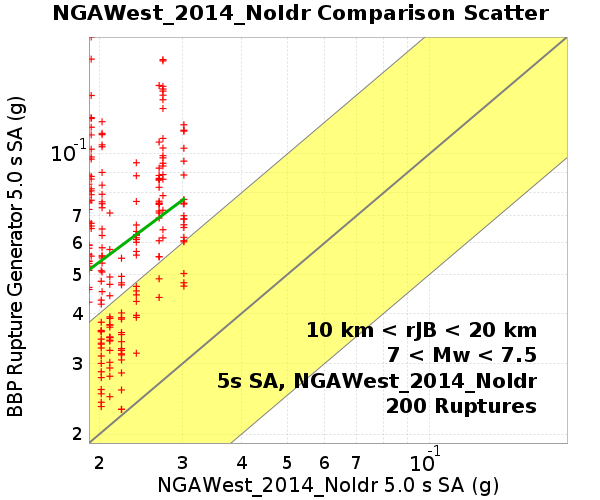 NGAWest_2014_NoIdr Comparison Scatter
BBP Rupture Generator 5.0 s SA (g)
10-1
7
6
5
4
3
2
10 km < rJB < 20 km
7 < Mw < 7.5
5s SA, NGAWest_2014_NoIdr
200 Ruptures
2 3 4 5 6 7 10-1
NGAWest_2014_NoIdr 5.0 s SA (g)